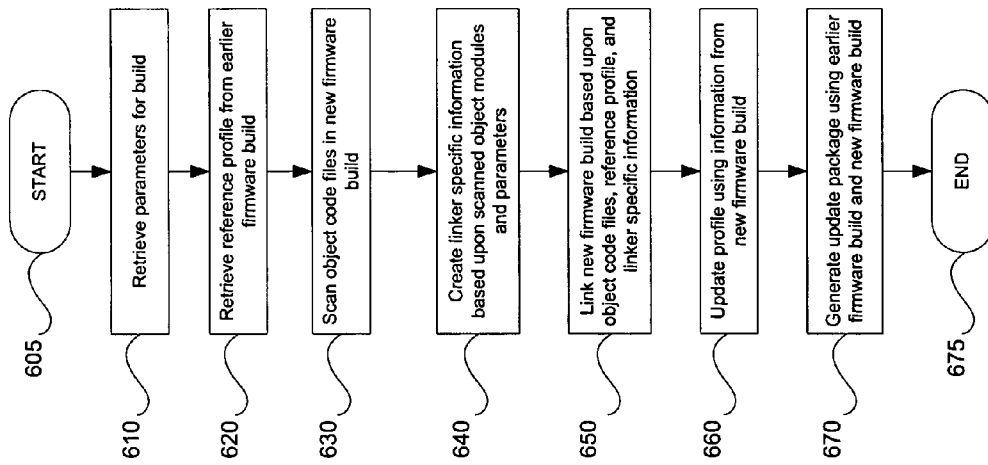 START
605
Retrieve parameters for build
610
Retrieve reference profile from earlier
firmware build
620
Scan object code files in new firmware
build
630
Create linker specific information
based upon scanned object modules
and parameters
640
Link new firmware build based upon
object code files, reference profile, and
linker specific information
650
Update profile using information from
new firmware build
660
Generate update package using earlier
firmware build and new firmware build
670
END
675